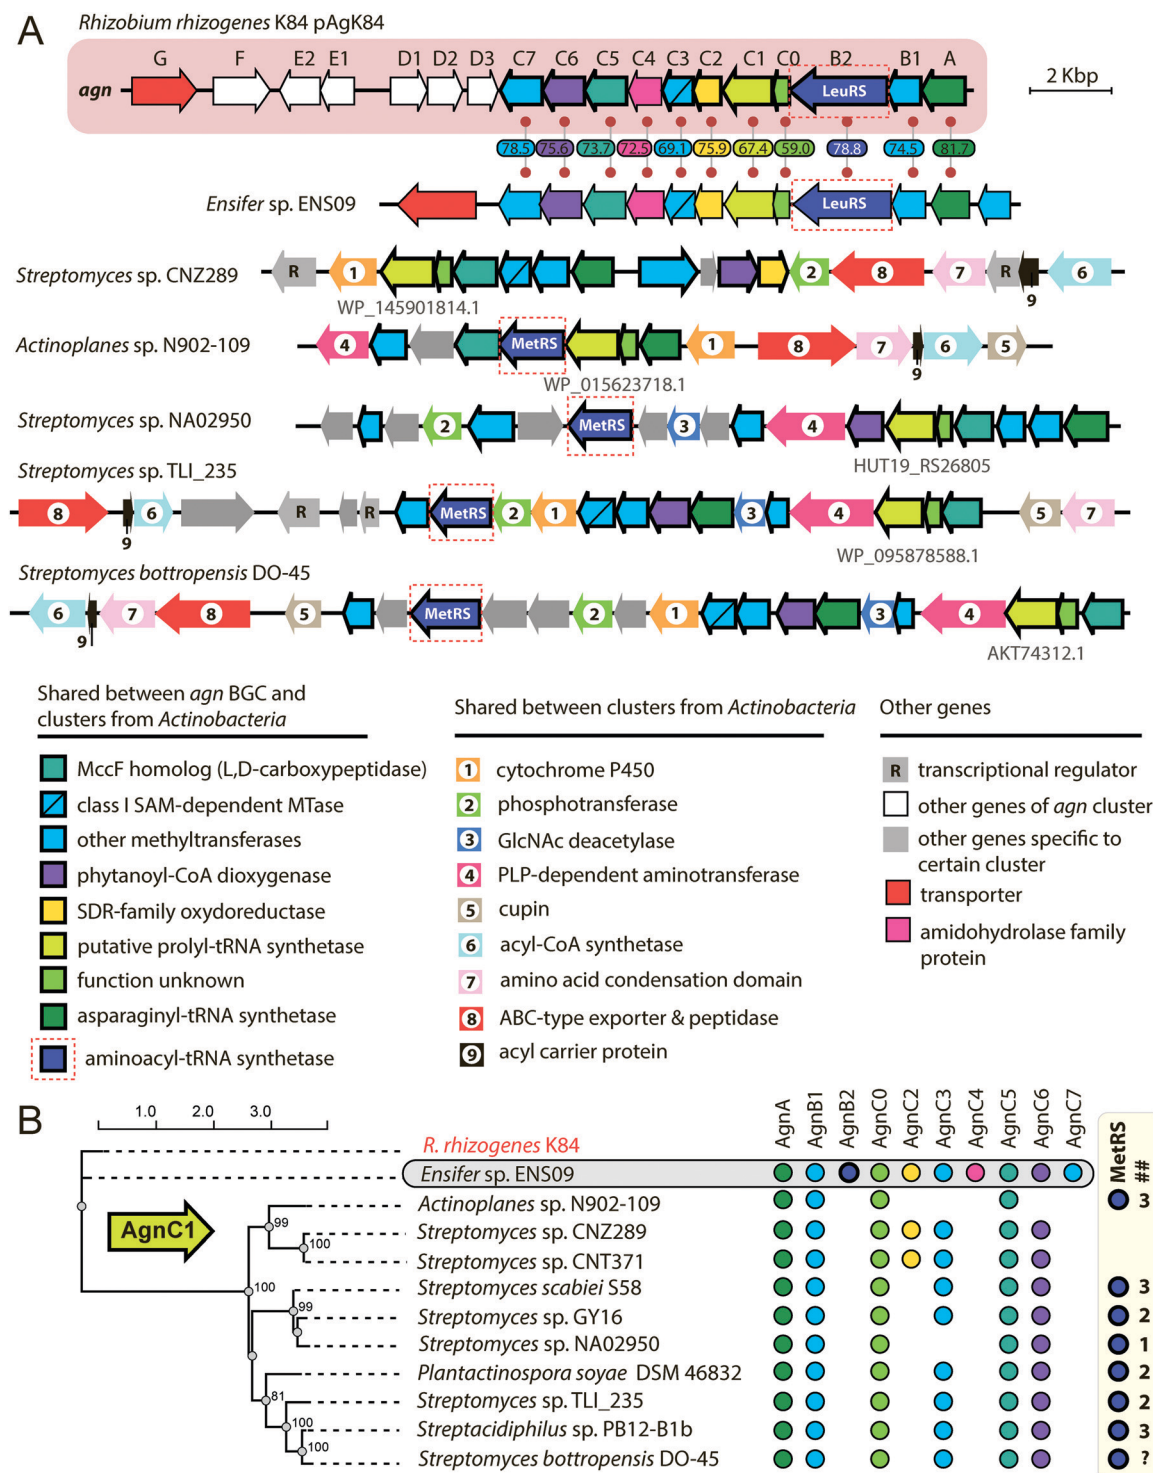 A
Rhizobium rhizogenes K84 pAgK84
G F E2 E1 D1 D2 D3 C7 C6 C5 C4 C3 C2 C1 C0 B2 B1 A
agn LeuRS
2 Kbp
78.5 75.6 73.7 72.5 69.1 75.9 67.4 59.0 78.8 74.5 81.7
Ensifer sp. ENS09 LeuRS
Streptomyces sp. CNZ289 R 1 2 8 7 R 9 6
WP_145901814.1
Actinoplanes sp. N902-109 4 MetRS 1 8 7 9 6 5
WP_015623718.1
Streptomyces sp. NA02950 2 MetRS 3 4
HUT19_RS26805
Streptomyces sp. TLI_235
8 9 6 R R MetRS 2 1 3 4 5 7
WP_095878588.1
Streptomyces bottropensis DO-45
6 9 7 8 5 MetRS 2 1 3 4
AKT74312.1
Shared between agn BGC and
clusters from Actinobacteria
MccF homolog (L,D-carboxypeptidase)
class I SAM-dependent MTase
other methyltransferases
phytanoyl-CoA dioxygenase
SDR-family oxydoreductase
putative prolyl-tRNA synthetase
function unknown
asparaginyl-tRNA synthetase
aminoacyl-tRNA synthetase
Shared between clusters from Actinobacteria
1 cytochrome P450
2 phosphotransferase
3 GlcNAc deacetylase
4 PLP-dependent aminotransferase
5 cupin
6 acyl-CoA synthetase
7 amino acid condensation domain
8 ABC-type exporter & peptidase
9 acyl carrier protein
Other genes
R transcriptional regulator
other genes of agn cluster
other genes specific to
certain cluster
transporter
amidohydrolase family
protein
B
1.0 2.0 3.0
AgnA AgnB1 AgnB2 AgnC0 AgnC2 AgnC3 AgnC4 AgnC5 AgnC6 AgnC7 MetRS ##
R. rhizogenes K84
Ensifer sp. ENS09
AgnC1
Actinoplanes sp. N902-109 3
99
Streptomyces sp. CNZ289
100
Streptomyces sp. CNT371
100
Streptomyces scabiei S58 3
99
Streptomyces sp. GY16 2
Streptomyces sp. NA02950 1
Plantactinospora soyae DSM 46832 2
81
Streptomyces sp. TLI_235 2
100
Streptacidiphilus sp. PB12-B1b 3
100
Streptomyces bottropensis DO-45 ?